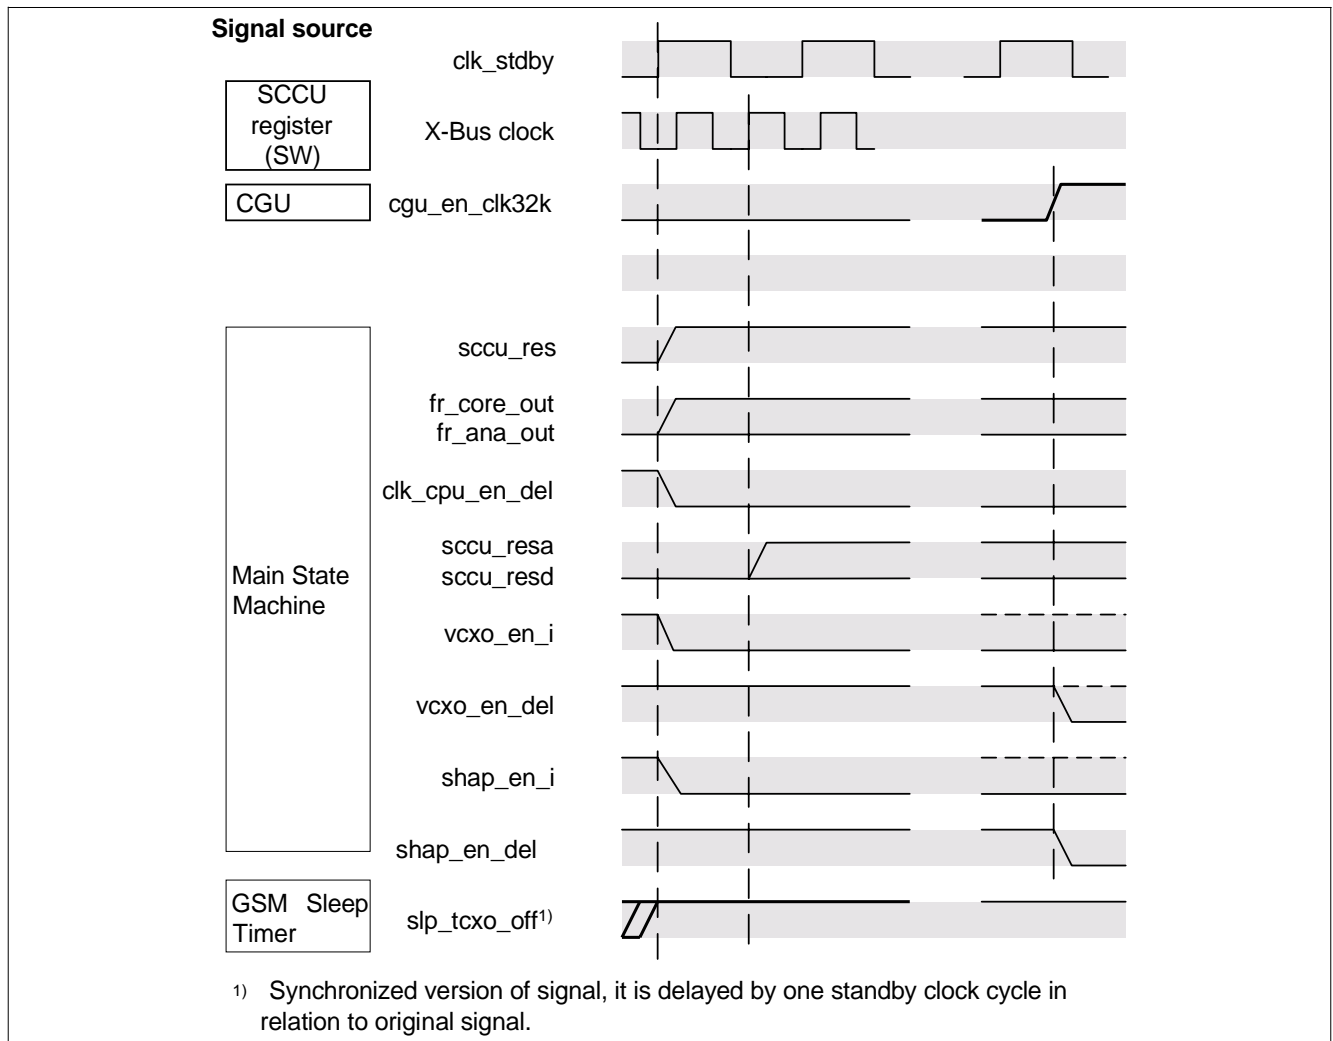 Signal source
clk_stdby
SCCU
register
(SW)
X-Bus clock
CGU
cgu_en_clk32k
sccu_res
fr_core_out
fr_ana_out
clk_cpu_en_del
sccu_resa
sccu_resd
Main State
Machine
vcxo_en_i
vcxo_en_del
shap_en_i
shap_en_del
GSM Sleep
Timer
slp_tcxo_off1)
1) Synchronized version of signal, it is delayed by one standby clock cycle in
relation to original signal.